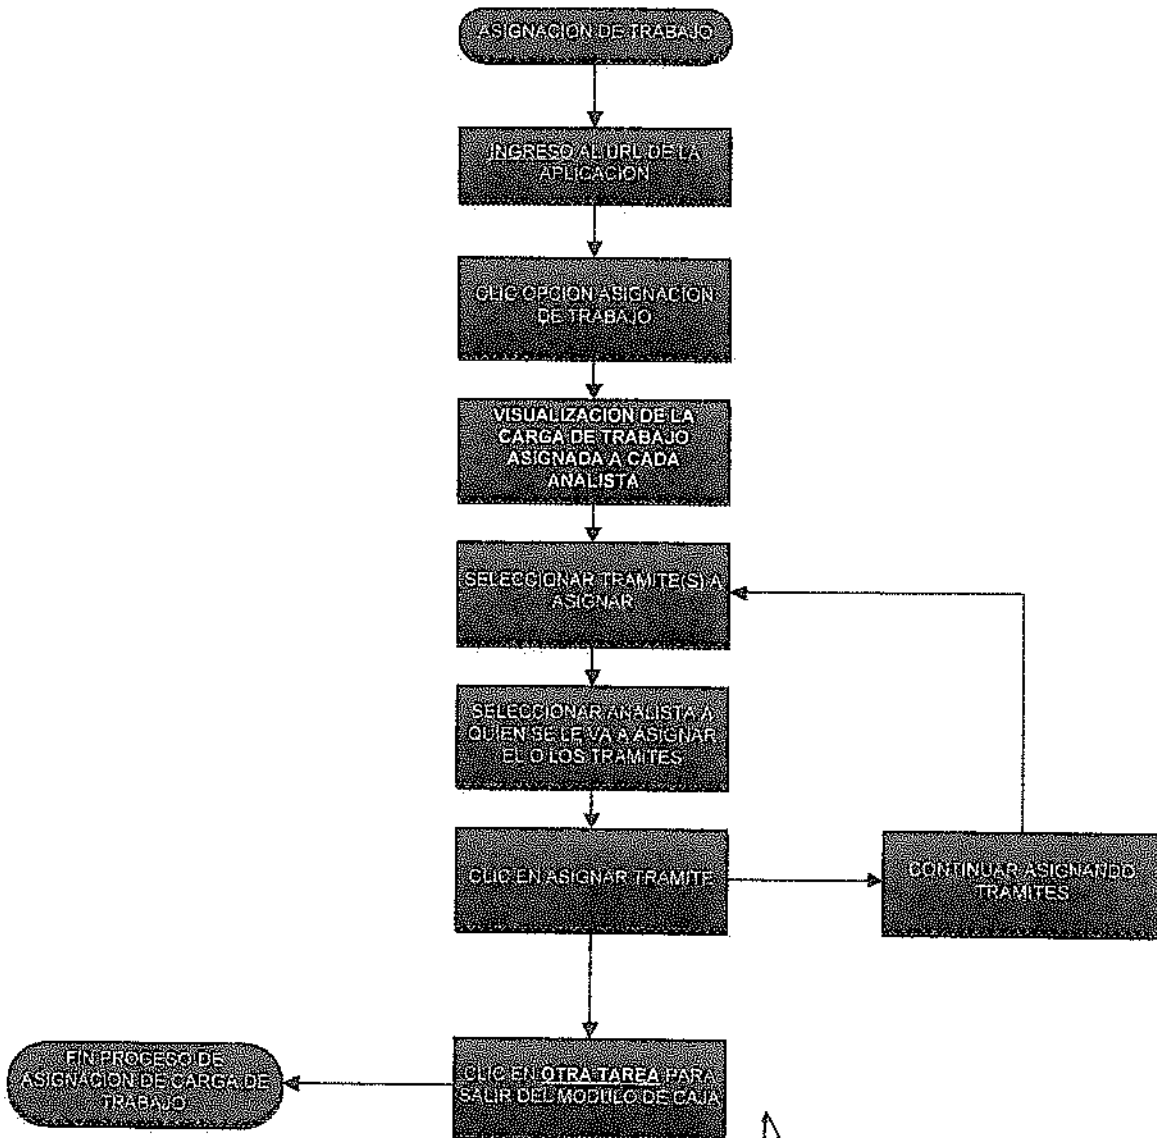 ASIGNACION DE TRABAJO
INGRESO AL URL DE LA
APLICACION
CLIC OPCION ASIGNACION
DE TRABAJO
VISUALIZACION DE LA
CARGA DE TRABAJO
ASIGNADA A CADA
ANALISTA
SELECCIONAR TRAMITE(S) A
ASIGNAR
SELECCIONAR ANALISTA A
QUIEN SE LE VA A ASIGNAR
EL O LOS TRAMITES
CLIC EN ASIGNAR TRAMITE
CONTINUAR ASIGNANDO
TRAMITES
CLIC EN OTRA TAREA PARA
SALIR DEL MODULO DE CAJA
FIN PROCESO DE
ASIGNACION DE CARGA DE
TRABAJO